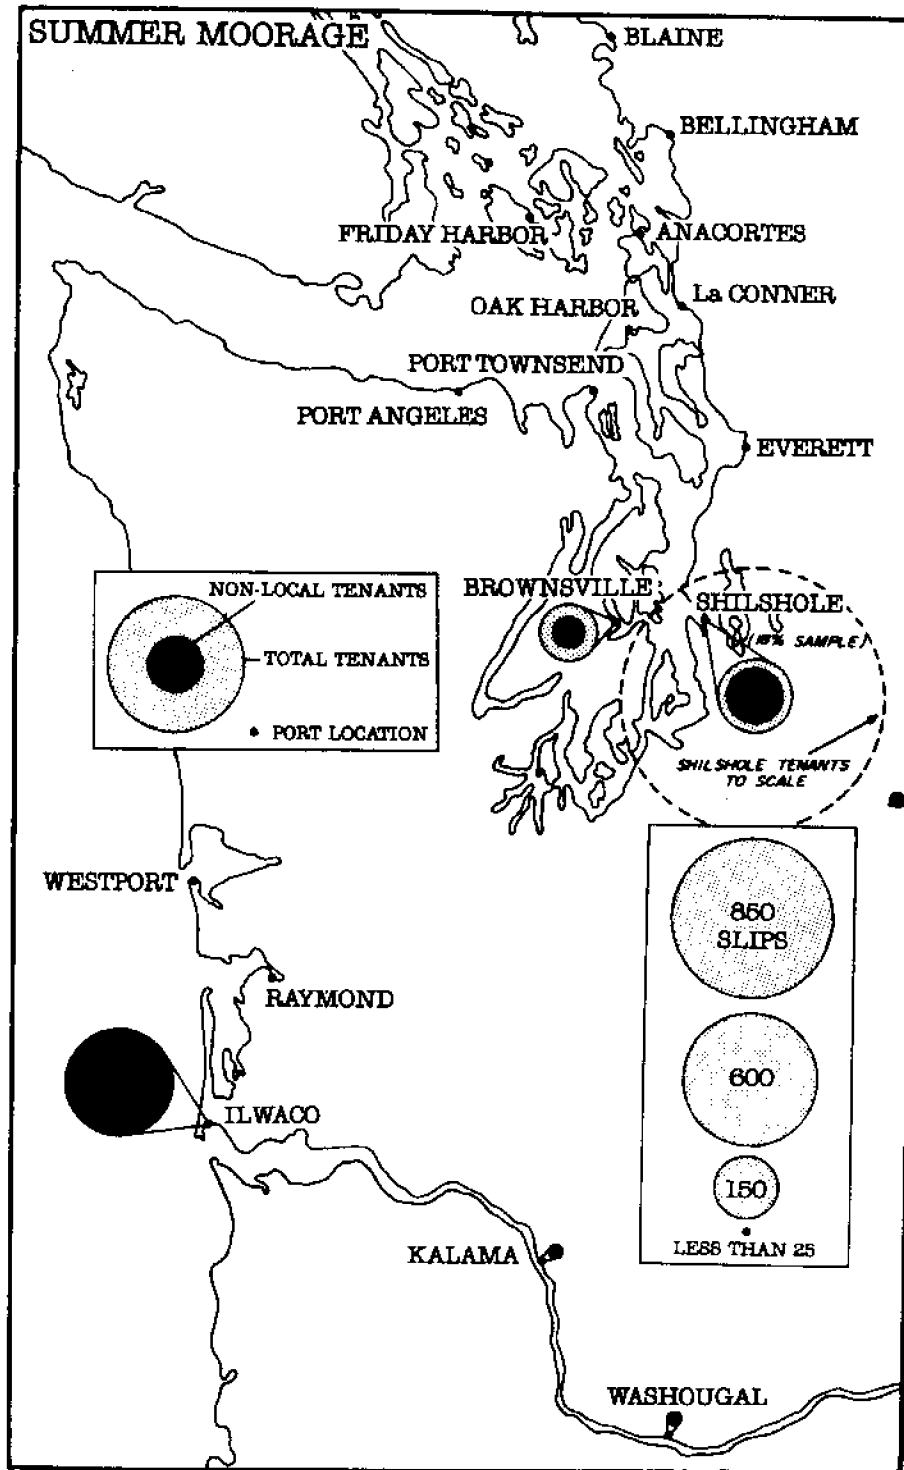 SUMMER MOORAGE
BLAINE
BELLINGHAM
FRIDAY HARBOR
ANACORTES
OAK HARBOR
La CONNER
PORT TOWNSEND
PORT ANGELES
EVERETT
NON-LOCAL TENANTS
TOTAL TENANTS
PORT LOCATION
BROWNSVILLE
SHILSHOLE
SAMPLE)
SHILSHOLE TENANTS
TO SCALE
WESTPORT
RAYMOND
ILWACO
850
SLIPS
600
150
LESS THAN 25
KALAMA
WASHOUGAL